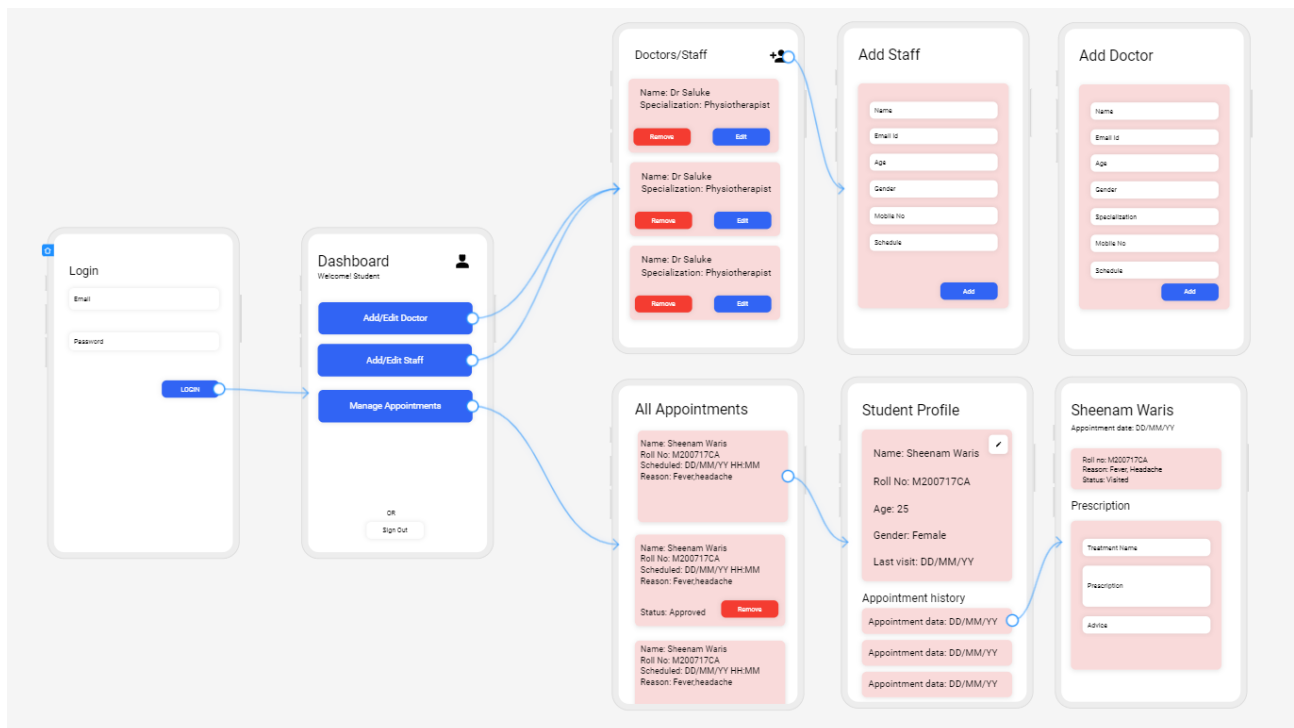 Login
Email
Password
LOGIN
Dashboard
Welcome! Student
Add/Edit Doctor
Add/Edit Staff
Manage Appointments
OR
Sign Out
Doctors/Staff
Name: Dr Saluke
Specialization: Physiotherapist
Remove
Edit
Name: Dr Saluke
Specialization: Physiotherapist
Remove
Edit
Name: Dr Saluke
Specialization: Physiotherapist
Remove
Edit
Add Staff
Name
Email Id
Age
Gender
Mobile No
Schedule
Add
Add Doctor
Name
Email Id
Age
Gender
Specialization
Mobile No
Schedule
Add
All Appointments
Name: Sheenam Waris
Roll No: M200717CA
Scheduled: DD/MM/YY HH:MM
Reason: Fever,headache
Name: Sheenam Waris
Roll No: M200717CA
Scheduled: DD/MM/YY HH:MM
Reason: Fever,headache
Status: Approved
Remove
Name: Sheenam Waris
Roll No: M200717CA
Scheduled: DD/MM/YY HH:MM
Reason: Fever,headache
Student Profile
Name: Sheenam Waris
Roll No: M200717CA
Age: 25
Gender: Female
Last visit: DD/MM/YY
Appointment history
Appointment data: DD/MM/YY
Appointment data: DD/MM/YY
Appointment data: DD/MM/YY
Sheenam Waris
Appointment date: DD/MM/YY
Roll no: M200717CA
Reason: Fever, Headache
Status: Visited
Prescription
Treatment Name
Prescription
Advice